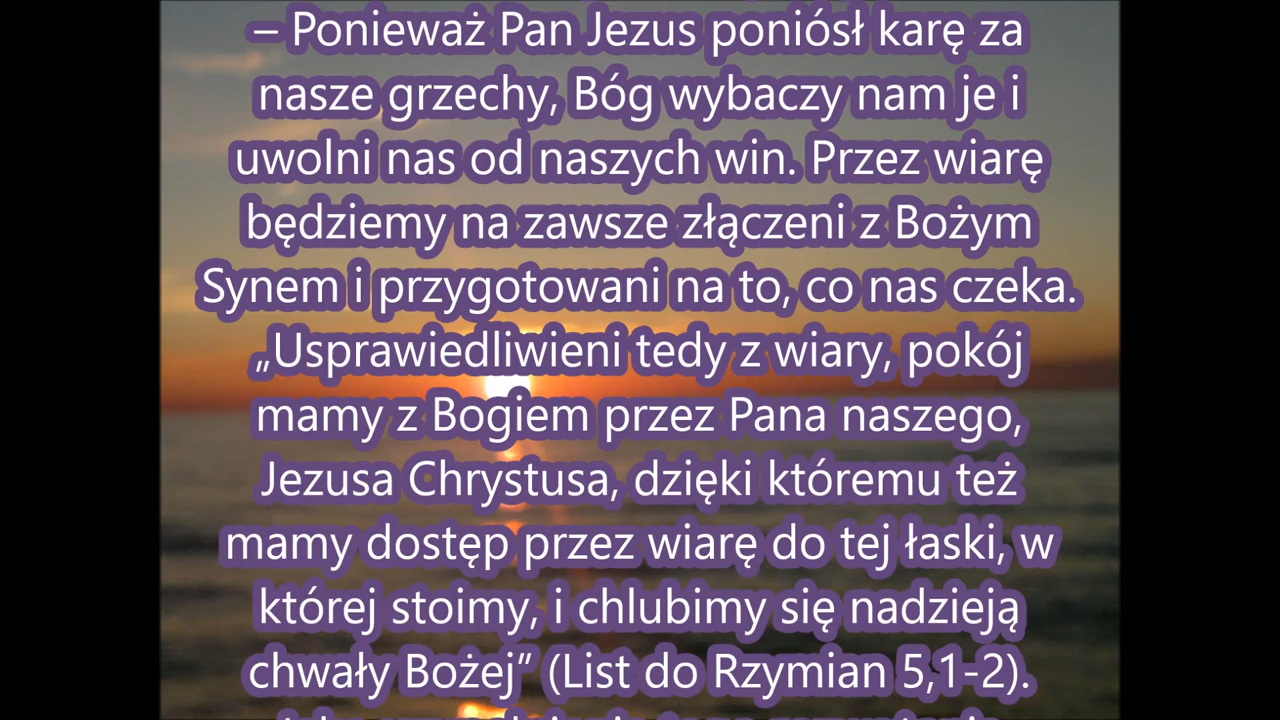 – Ponieważ Pan Jezus poniósł karę za
nasze grzechy, Bóg wybaczy nam je i
uwolni nas od naszych win. Przez wiarę
będziemy na zawsze złączeni z Bożym
Synem i przygotowani na to, co nas czeka.
„Usprawiedliwieni tedy z wiary, pokój
mamy z Bogiem przez Pana naszego,
Jezusa Chrystusa, dzięki któremu też
mamy dostęp przez wiarę do tej łaski, w
której stoimy, i chlubimy się nadzieją
chwały Bożej” (List do Rzymian 5,1-2).